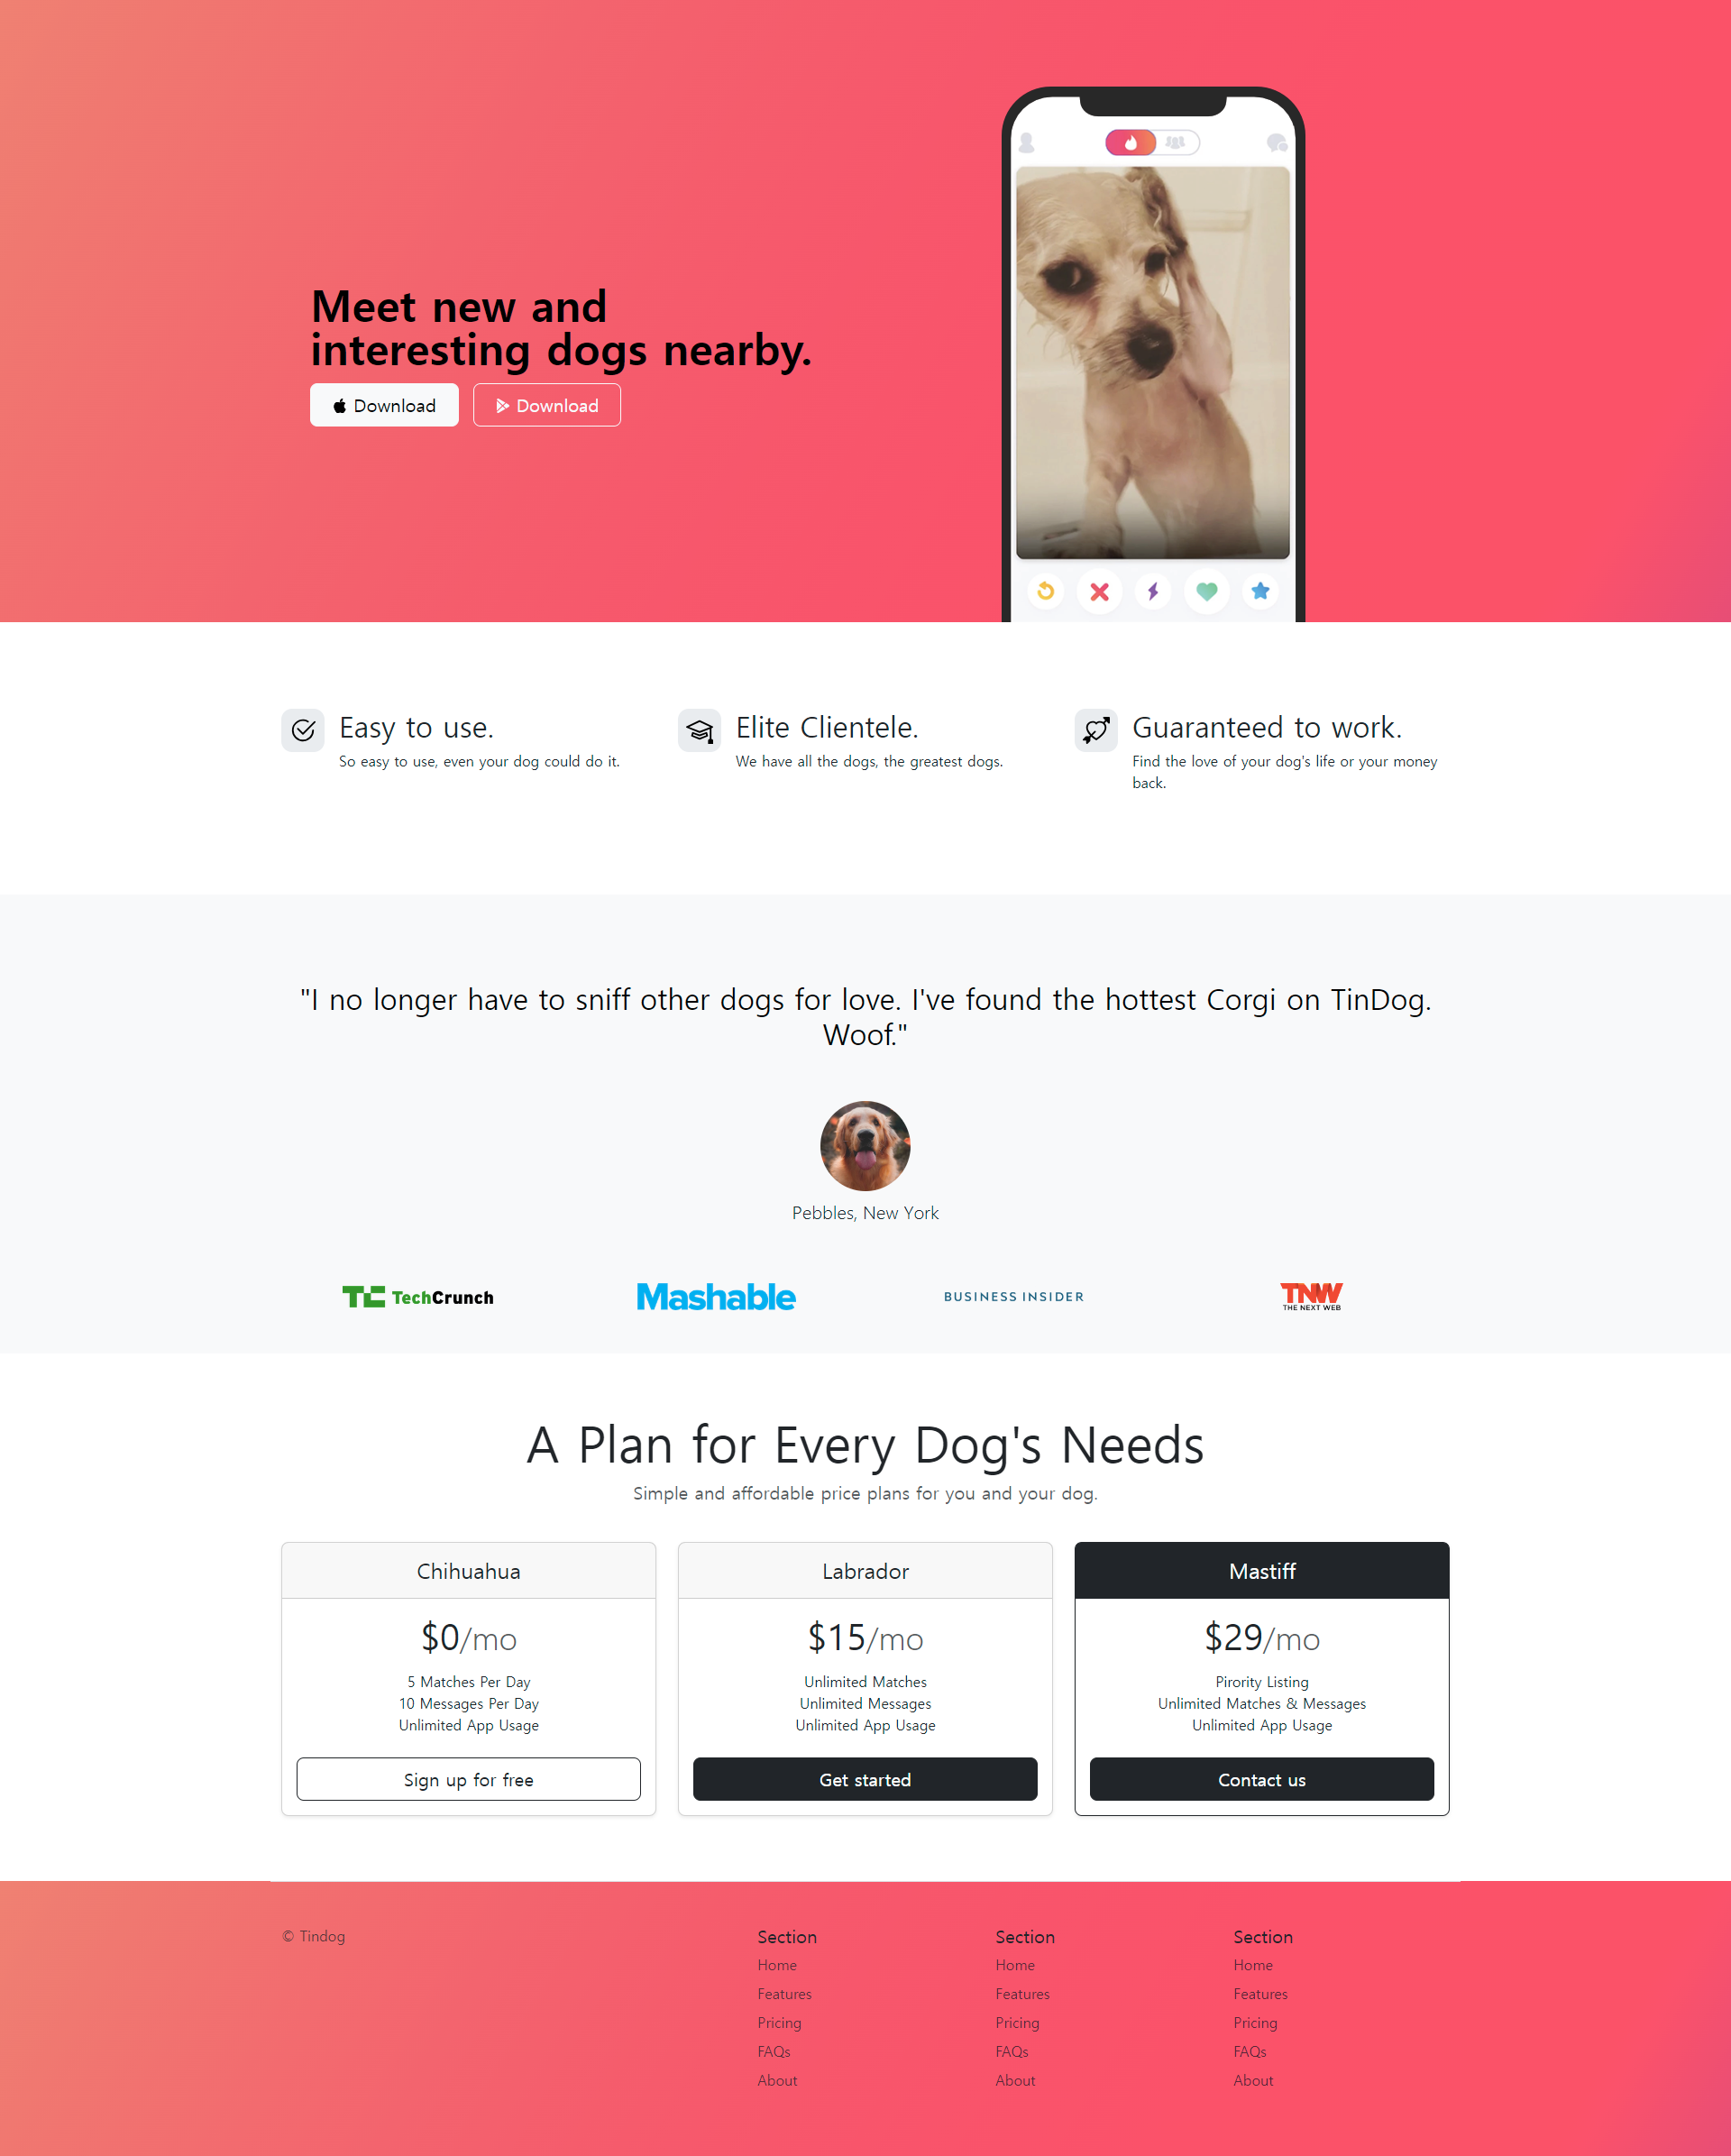 Meet new and
interesting dogs nearby.
Download
Download
Easy to use.
So easy to use, even your dog could do it.
Elite Clientele.
We have all the dogs, the greatest dogs.
Guaranteed to work.
Find the love of your dog's life or your money
back.
"I no longer have to sniff other dogs for love. I've found the hottest Corgi on TinDog.
Woof."
Pebbles, New York
TC TechCrunch
Mashable
BUSINESS INSIDER
TNW
THE NEXT WEB
A Plan for Every Dog's Needs
Simple and affordable price plans for you and your dog.
Chihuahua
$0/mo
5 Matches Per Day
10 Messages Per Day
Unlimited App Usage
Sign up for free
Labrador
$15/mo
Unlimited Matches
Unlimited Messages
Unlimited App Usage
Get started
Mastiff
$29/mo
Pirority Listing
Unlimited Matches & Messages
Unlimited App Usage
Contact us
© Tindog
Section
Home
Features
Pricing
FAQs
About
Section
Home
Features
Pricing
FAQs
About
Section
Home
Features
Pricing
FAQs
About